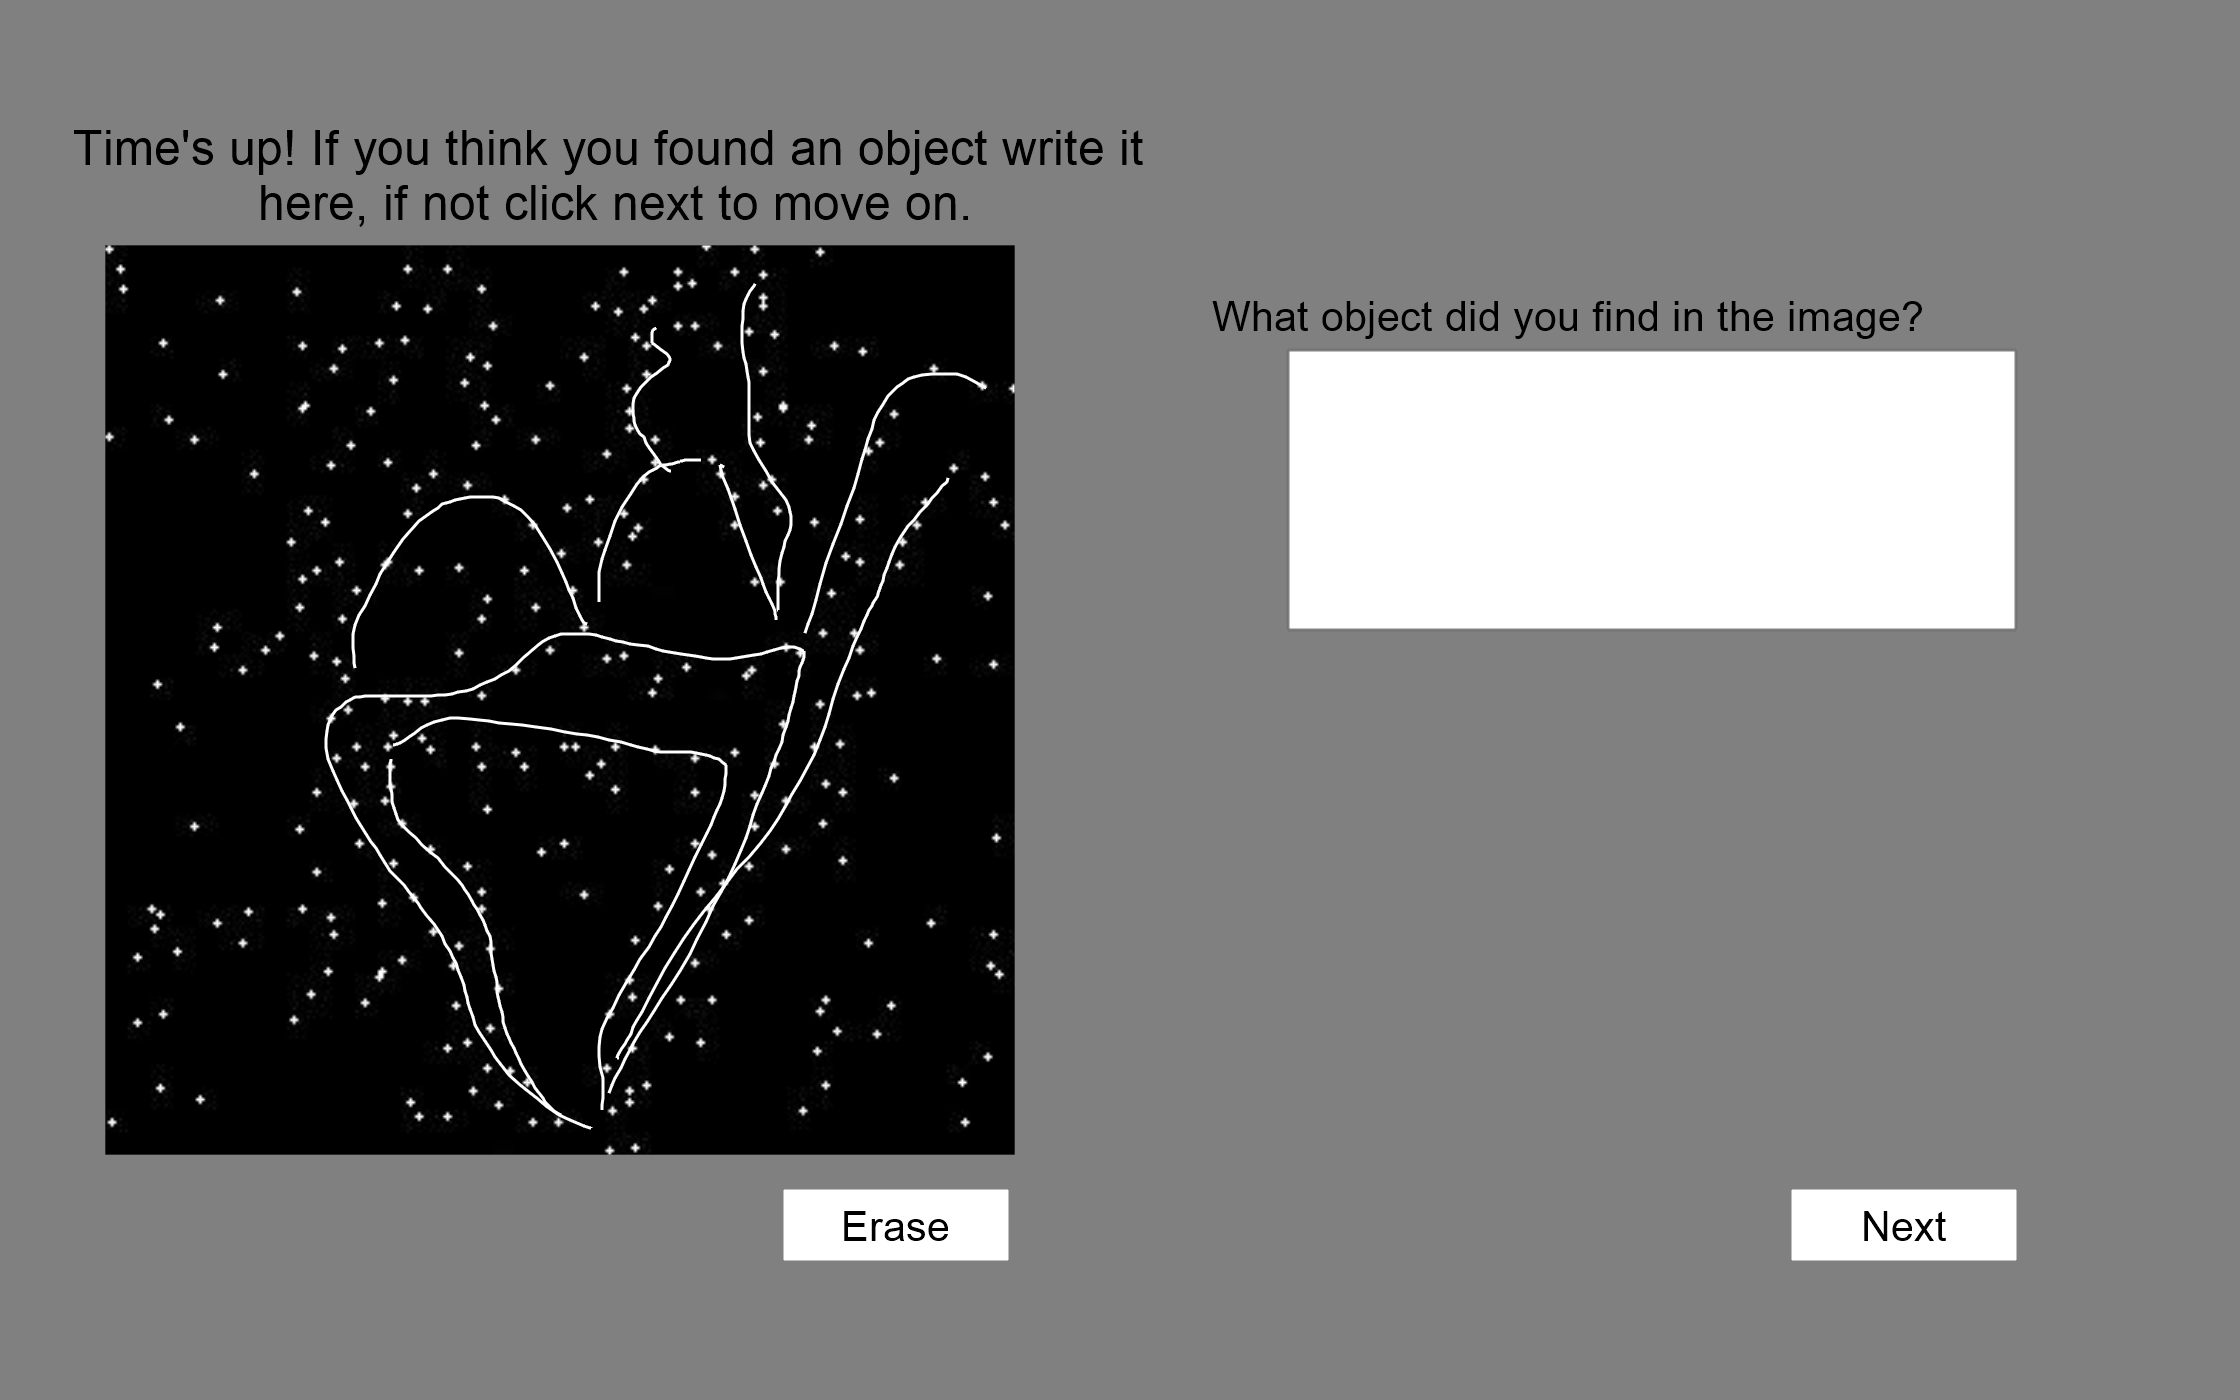 Time's up! If you think you found an object write it
here, if not click next to move on.
What object did you find in the image?
Erase
Next